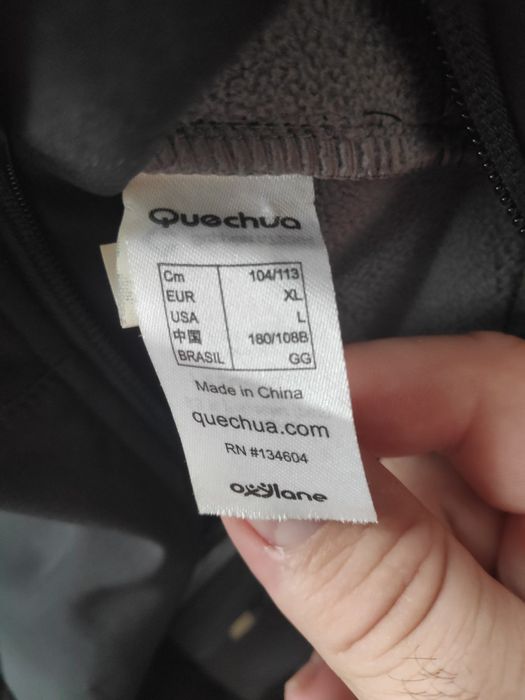 Quechua
Cm 104/113
EUR XL
USA L
中国 180/108B
BRASIL GG
Made in China
quechua.com
RN #134604
oxylane